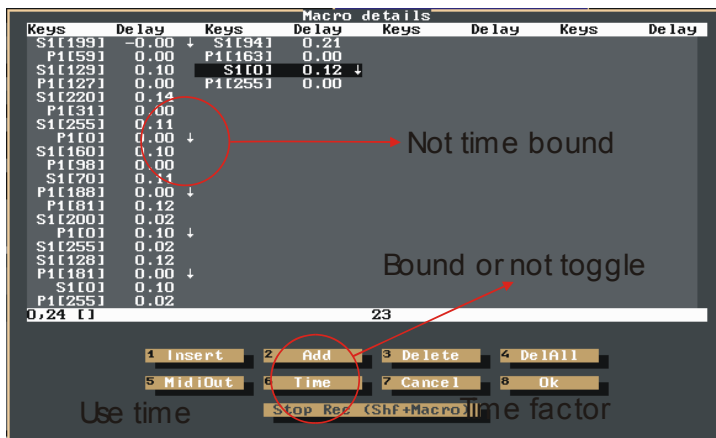 Macro details
Keys Delay Keys Delay Keys Delay Keys Delay
S1[199] -0.00 ↓ S1[94] 0.21
P1[59] 0.00 P1[163] 0.00
S1[129] 0.10 S1[0] 0.12 ↓
P1[127] 0.00 P1[255] 0.00
S1[220] 0.14
P1[31] 0.00
S1[255] 0.11
P1[0] 0.00 ↓
S1[160] 0.10
P1[98] 0.00
S1[70] 0.11
P1[188] 0.00 ↓
P1[81] 0.12
S1[200] 0.02
P1[0] 0.10 ↓
S1[255] 0.02
S1[128] 0.12
P1[181] 0.00 ↓
S1[0] 0.10
P1[255] 0.02
Not time bound
Bound or not toggle
0,24 [] 23
1 Insert 2 Add 3 Delete 4 DelAll
5 MidiOut 6 Time 7 Cancel 8 Ok
Use time
Stop Rec (Shf+Macro)
Time factor